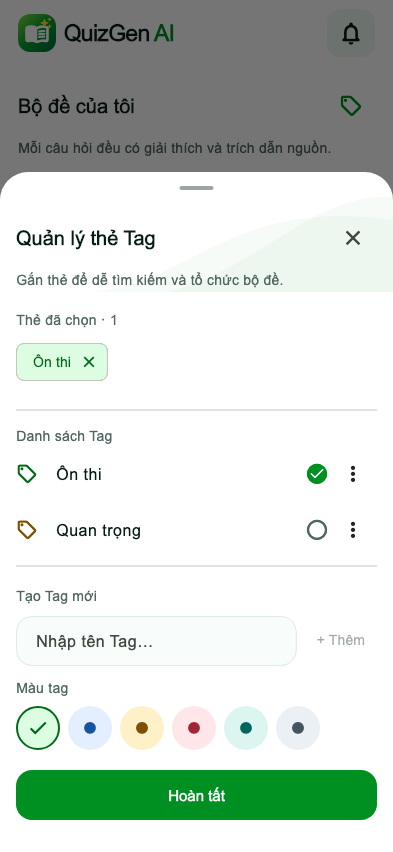 QuizGen AI
Bộ đề của tôi
Mỗi câu hỏi đều có giải thích và trích dẫn nguồn.
Quản lý thẻ Tag
Gắn thẻ để dễ tìm kiếm và tổ chức bộ đề.
Thẻ đã chọn · 1
Ôn thi
Danh sách Tag
Ôn thi
Quan trọng
Tạo Tag mới
Nhập tên Tag...
+ Thêm
Màu tag
Hoàn tất